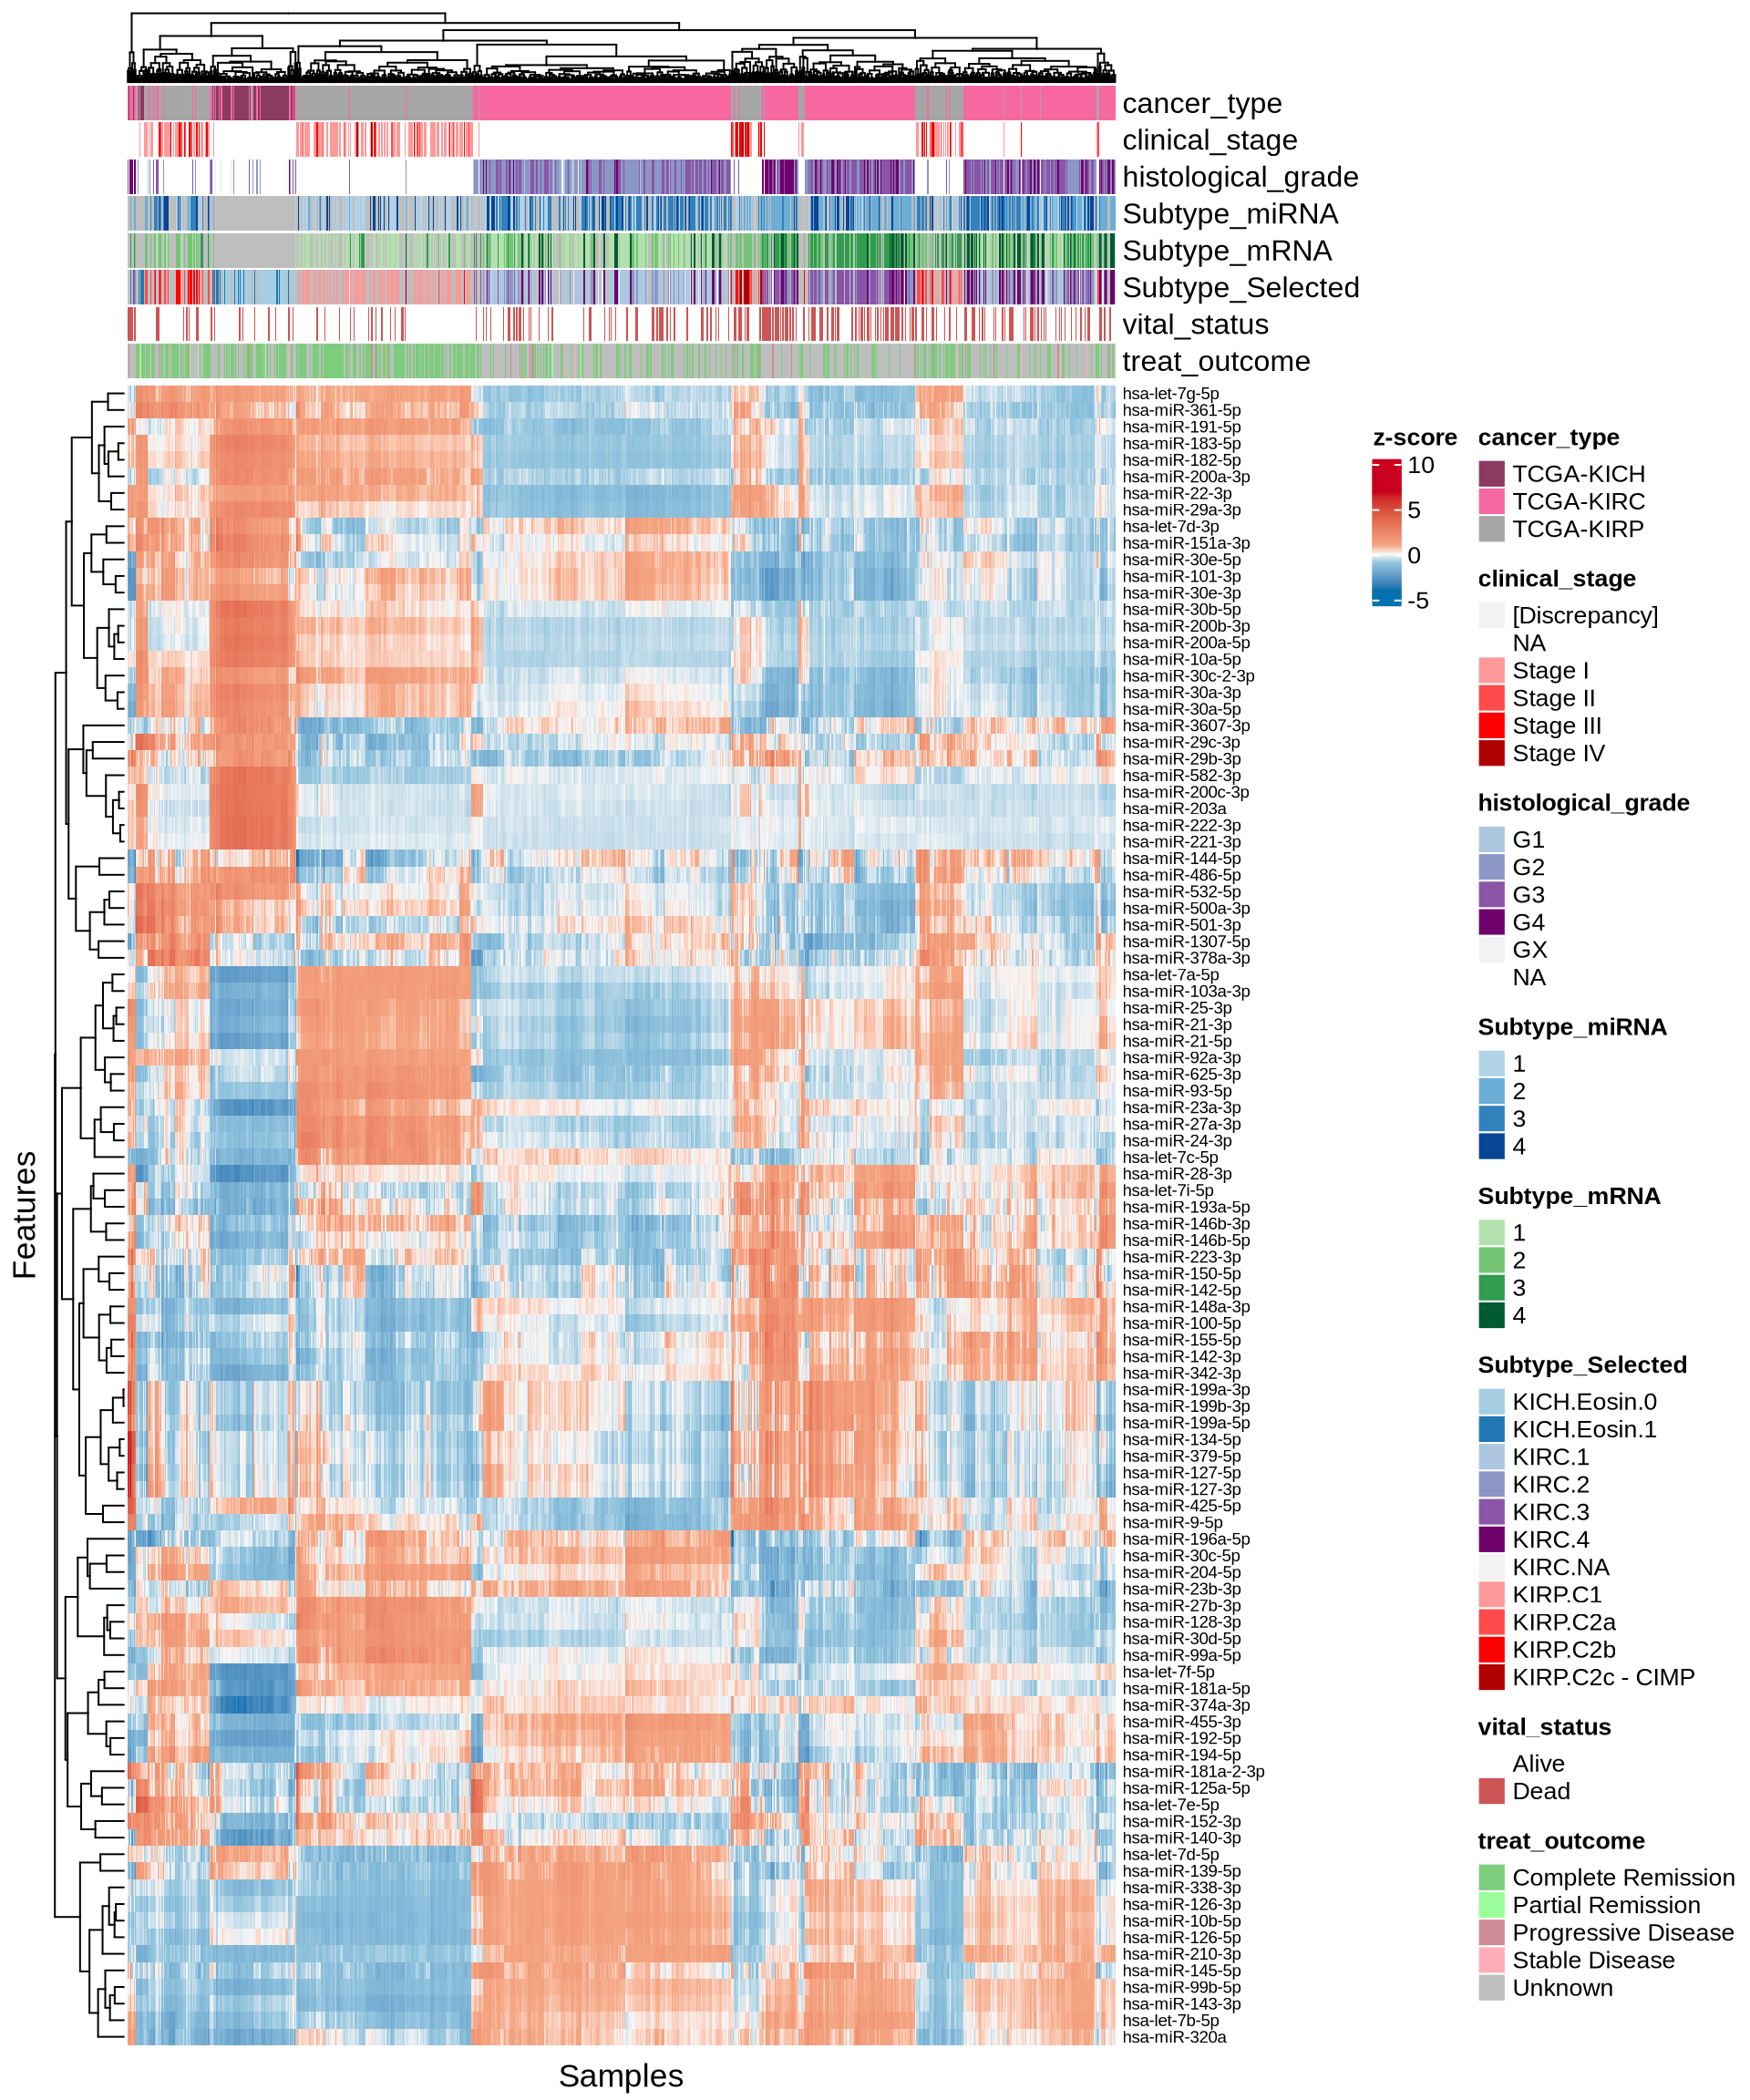 cancer_type
clinical_stage
histological_grade
Subtype_miRNA
Subtype_mRNA
Subtype_Selected
vital_status
treat_outcome
hsa-let-7g-5p
hsa-miR-361-5p
hsa-miR-191-5p
hsa-miR-183-5p
hsa-miR-182-5p
hsa-miR-200a-3p
hsa-miR-22-3p
hsa-miR-29a-3p
hsa-let-7d-3p
hsa-miR-151a-3p
hsa-miR-30e-5p
hsa-miR-101-3p
hsa-miR-30e-3p
hsa-miR-30b-5p
hsa-miR-200b-3p
hsa-miR-200a-5p
hsa-miR-10a-5p
hsa-miR-30c-2-3p
hsa-miR-30a-3p
hsa-miR-30a-5p
hsa-miR-3607-3p
hsa-miR-29c-3p
hsa-miR-29b-3p
hsa-miR-582-3p
hsa-miR-200c-3p
hsa-miR-203a
hsa-miR-222-3p
hsa-miR-221-3p
hsa-miR-144-5p
hsa-miR-486-5p
hsa-miR-532-5p
hsa-miR-500a-3p
hsa-miR-501-3p
hsa-miR-1307-5p
hsa-miR-378a-3p
hsa-let-7a-5p
hsa-miR-103a-3p
hsa-miR-25-3p
hsa-miR-21-3p
hsa-miR-21-5p
hsa-miR-92a-3p
hsa-miR-625-3p
hsa-miR-93-5p
hsa-miR-23a-3p
hsa-miR-27a-3p
hsa-miR-24-3p
hsa-let-7c-5p
hsa-miR-28-3p
hsa-let-7i-5p
hsa-miR-193a-5p
hsa-miR-146b-3p
hsa-miR-146b-5p
hsa-miR-223-3p
hsa-miR-150-5p
hsa-miR-142-5p
hsa-miR-148a-3p
hsa-miR-100-5p
hsa-miR-155-5p
hsa-miR-142-3p
hsa-miR-342-3p
hsa-miR-199a-3p
hsa-miR-199b-3p
hsa-miR-199a-5p
hsa-miR-134-5p
hsa-miR-379-5p
hsa-miR-127-5p
hsa-miR-127-3p
hsa-miR-425-5p
hsa-miR-9-5p
hsa-miR-196a-5p
hsa-miR-30c-5p
hsa-miR-204-5p
hsa-miR-23b-3p
hsa-miR-27b-3p
hsa-miR-128-3p
hsa-miR-30d-5p
hsa-miR-99a-5p
hsa-let-7f-5p
hsa-miR-181a-5p
hsa-miR-374a-3p
hsa-miR-455-3p
hsa-miR-192-5p
hsa-miR-194-5p
hsa-miR-181a-2-3p
hsa-miR-125a-5p
hsa-let-7e-5p
hsa-miR-152-3p
hsa-miR-140-3p
hsa-let-7d-5p
hsa-miR-139-5p
hsa-miR-338-3p
hsa-miR-126-3p
hsa-miR-10b-5p
hsa-miR-126-5p
hsa-miR-210-3p
hsa-miR-145-5p
hsa-miR-99b-5p
hsa-miR-143-3p
hsa-let-7b-5p
hsa-miR-320a
Features
Samples
z-score
10
5
0
-5
cancer_type
TCGA-KICH
TCGA-KIRC
TCGA-KIRP
clinical_stage
[Discrepancy]
NA
Stage I
Stage II
Stage III
Stage IV
histological_grade
G1
G2
G3
G4
GX
NA
Subtype_miRNA
1
2
3
4
Subtype_mRNA
1
2
3
4
Subtype_Selected
KICH.Eosin.0
KICH.Eosin.1
KIRC.1
KIRC.2
KIRC.3
KIRC.4
KIRC.NA
KIRP.C1
KIRP.C2a
KIRP.C2b
KIRP.C2c - CIMP
vital_status
Alive
Dead
treat_outcome
Complete Remission
Partial Remission
Progressive Disease
Stable Disease
Unknown